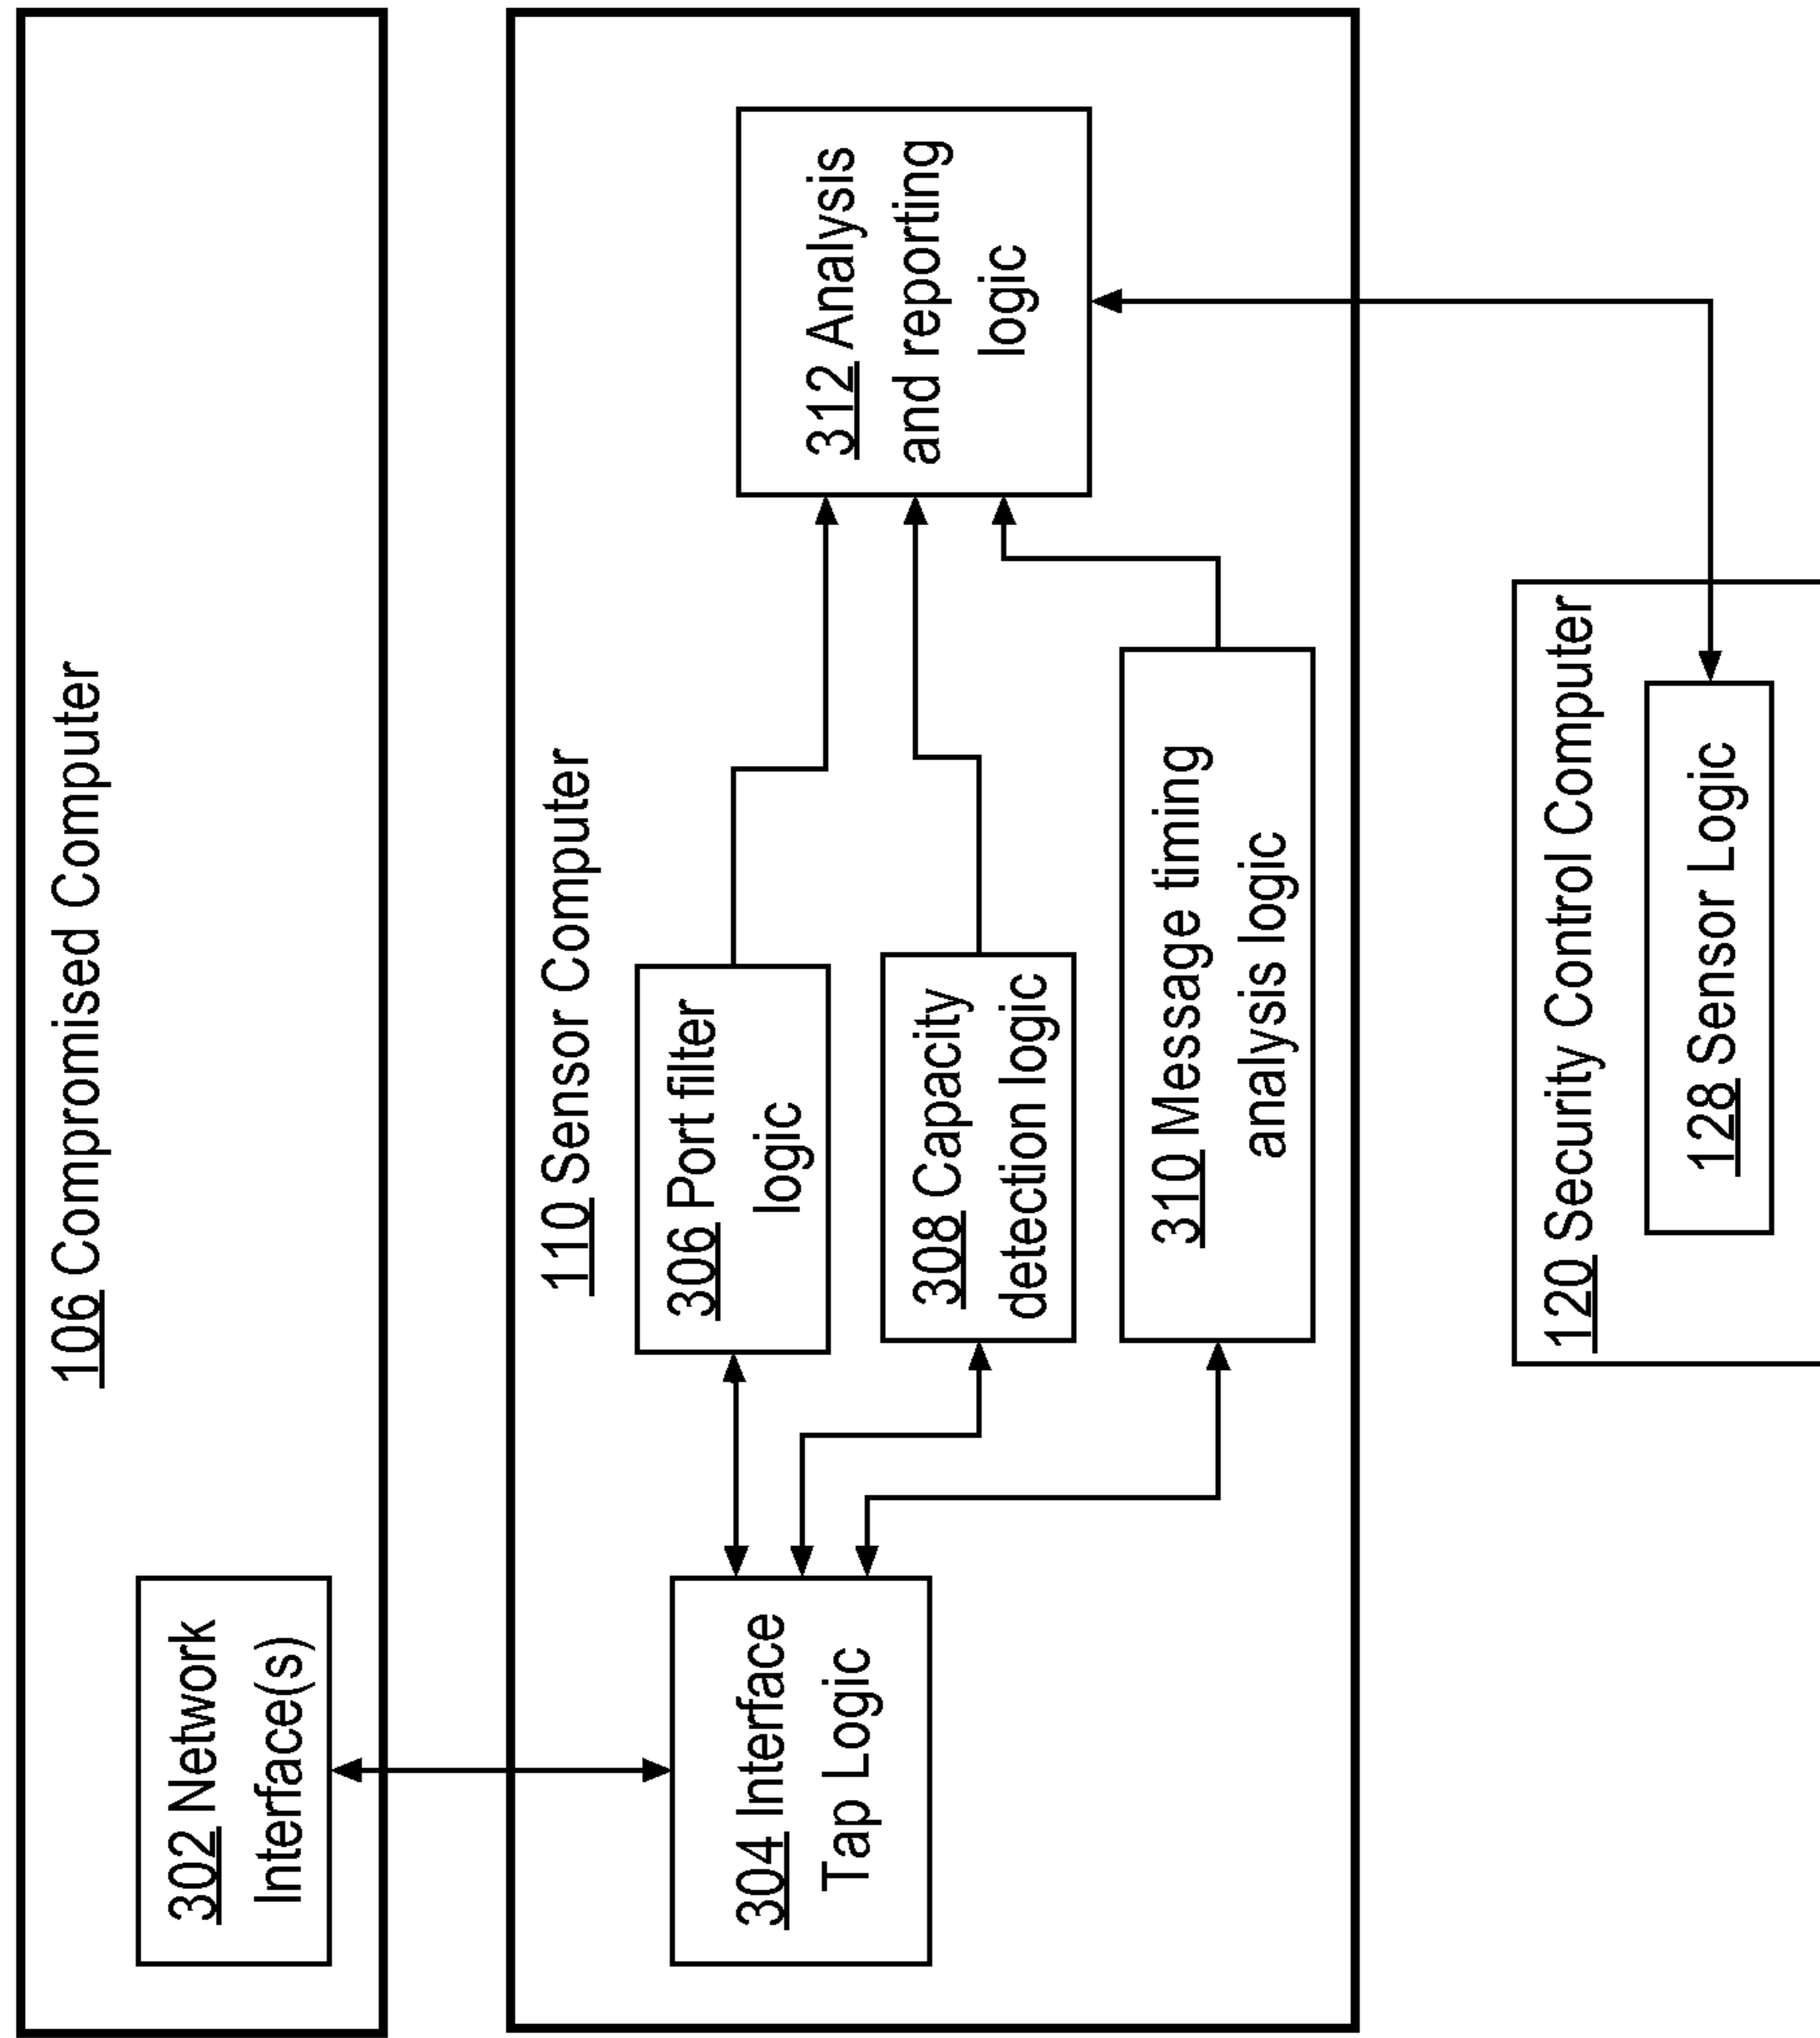 106 Compromised Computer
302 Network
Interface(s)
110 Sensor Computer
304 Interface
Tap Logic
306 Port filter
logic
308 Capacity
detection logic
310 Message timing
analysis logic
312 Analysis
and reporting
logic
120 Security Control Computer
128 Sensor Logic